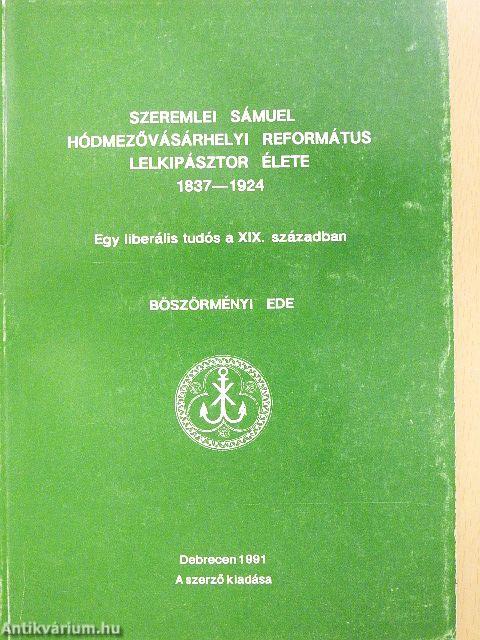 SZEREMLEI SÁMUEL
HÓDMEZŐVÁSÁRHELYI REFORMÁTUS
LELKIPÁSZTOR ÉLETE
1837—1924
Egy liberális tudós a XIX. században
BÖSZÖRMÉNYI EDE
Debrecen 1991
A szerző kiadása
Antikvárium.hu